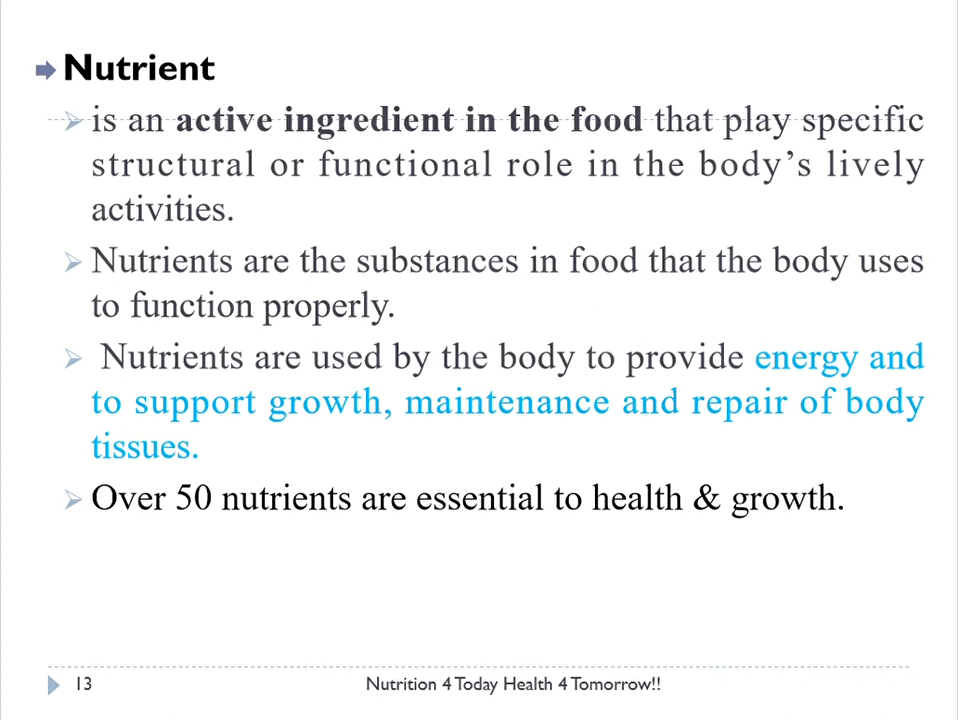 Nutrient
is an active ingredient in the food that play specific
structural or functional role in the body’s lively
activities.
Nutrients are the substances in food that the body uses
to function properly.
Nutrients are used by the body to provide energy and
to support growth, maintenance and repair of body
tissues.
Over 50 nutrients are essential to health & growth.
13 Nutrition 4 Today Health 4 Tomorrow!!